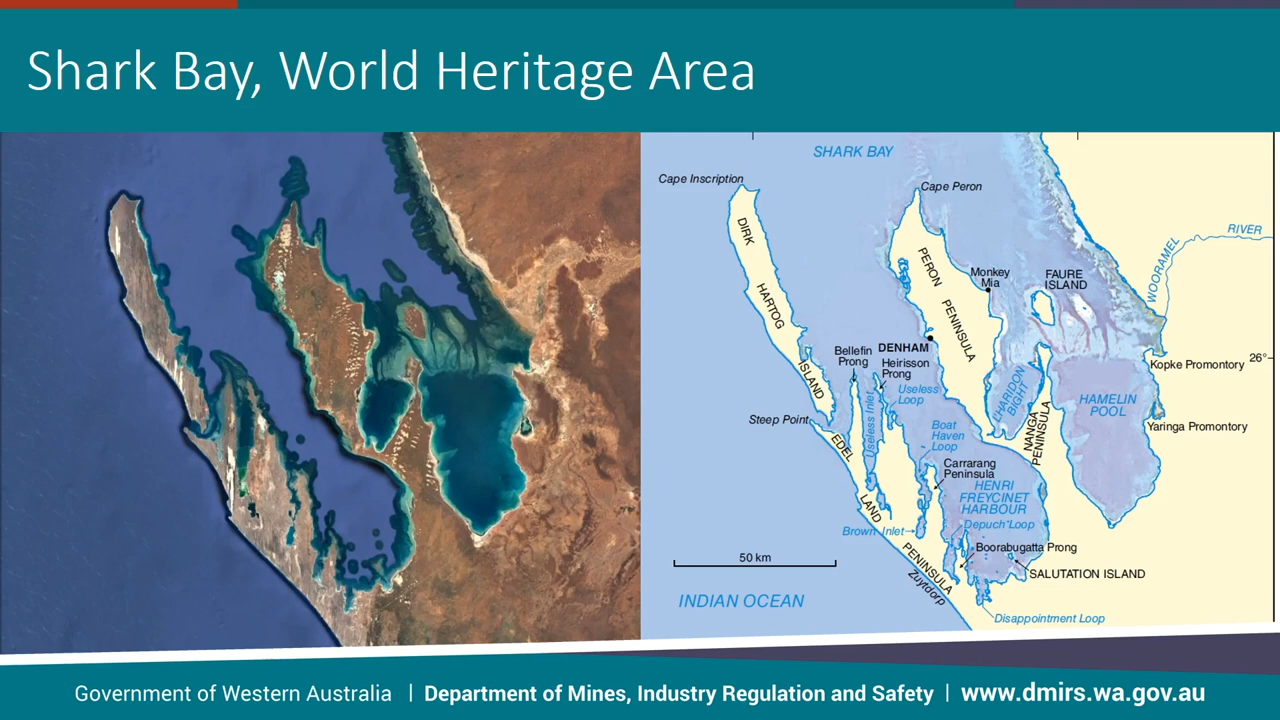 Shark Bay, World Heritage Area
SHARK BAY
Cape Inscription
Cape Peron
DIRK
HARTOG
ISLAND
PERON
PENINSULA
Monkey
Mia
FAURE
ISLAND
WOORAMEL
RIVER
26°
Kopke Promontory
Bellefin
Prong
DENHAM
Heirisson
Prong
Useless
Loop
Useless Inlet
L'HARIDON
BIGHT
HAMELIN
POOL
NANGA
PENINSULA
Yaringa Promontory
Steep Point
EDEL
LAND
PENINSULA
Boat
Haven
Loop
Carrarang
Peninsula
HENRI
FREYCINET
HARBOUR
Depuch Loop
Brown Inlet
Boorabugatta Prong
SALUTATION ISLAND
Zuytdorp
50 km
INDIAN OCEAN
Disappointment Loop
Government of Western Australia | Department of Mines, Industry Regulation and Safety | www.dmirs.wa.gov.au